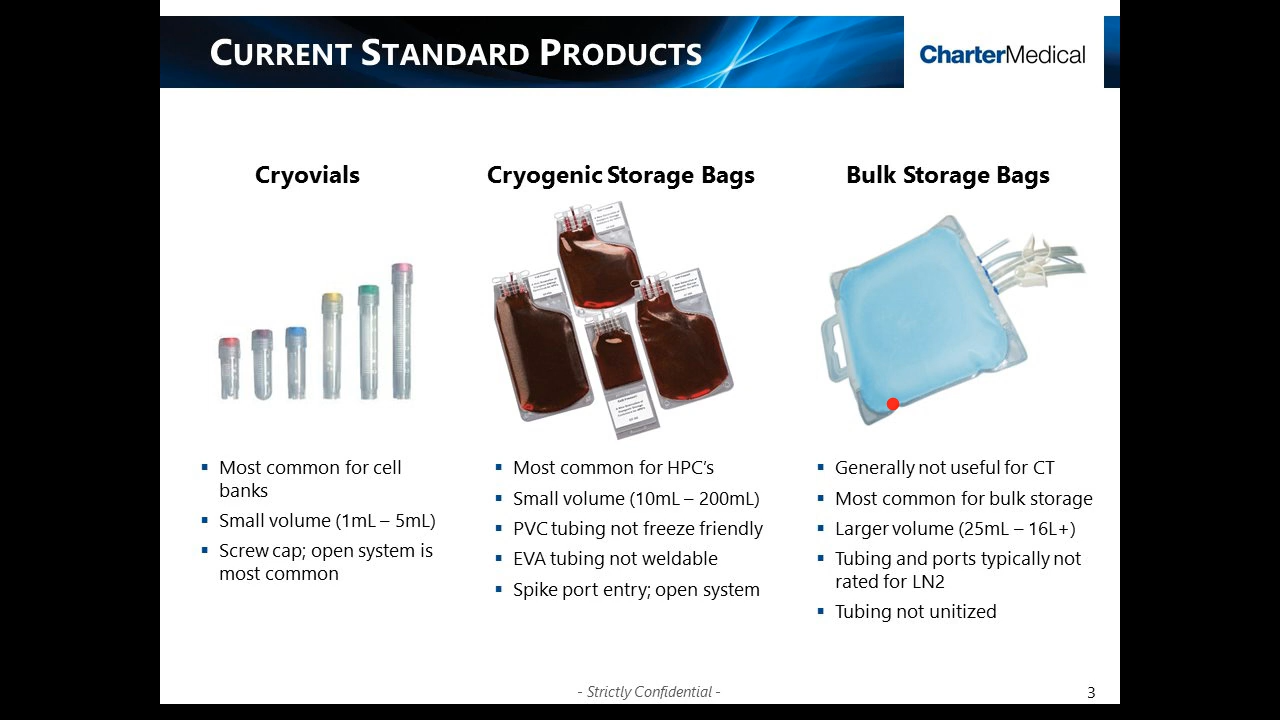 CURRENT STANDARD PRODUCTS
CharterMedical
Cryovials
Most common for cell
banks
Small volume (1mL – 5mL)
Screw cap; open system is
most common
Cryogenic Storage Bags
Most common for HPC's
Small volume (10mL – 200mL)
PVC tubing not freeze friendly
EVA tubing not weldable
Spike port entry; open system
Bulk Storage Bags
Generally not useful for CT
Most common for bulk storage
Larger volume (25mL – 16L+)
Tubing and ports typically not
rated for LN2
Tubing not unitized
- Strictly Confidential -
3